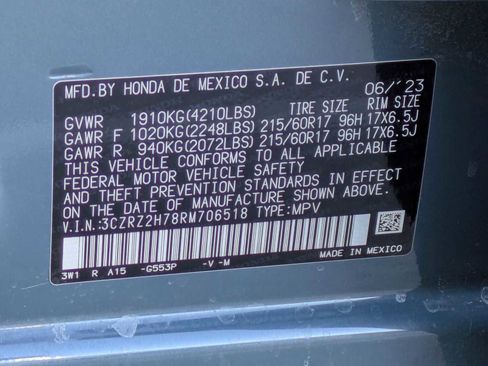 MFD.BY HONDA DE MEXICO S.A. DE C.V.
06/'23
GVWR 1910KG(4210LBS) TIRE SIZE RIM SIZE
GAWR F 1020KG(2248LBS) 215/60R17 96H 17X6.5J
GAWR R 940KG(2072LBS) 215/60R17 96H 17X6.5J
THIS VEHICLE CONFORMS TO ALL APPLICABLE
FEDERAL MOTOR VEHICLE SAFETY
AND THEFT PREVENTION STANDARDS IN EFFECT
ON THE DATE OF MANUFACTURE SHOWN ABOVE.
V.I.N.:3CZRZ2H78RM706518 TYPE:MPV
3W1 R A15 -G553P -V -M
MADE IN MEXICO